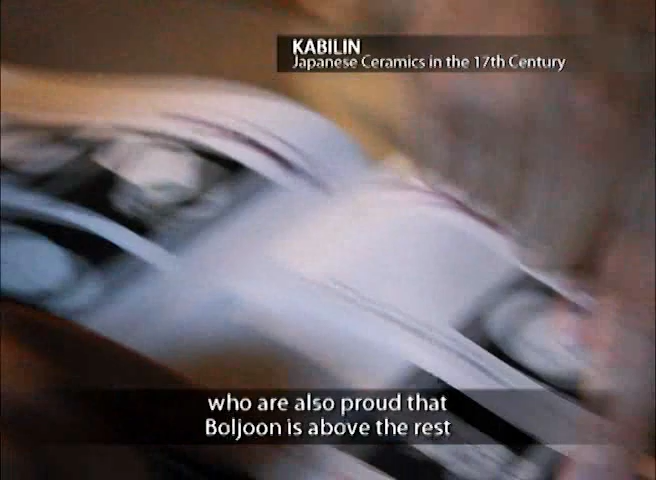 KABILIN
Japanese Ceramics in the 17th Century
who are also proud that
Boljoon is above the rest